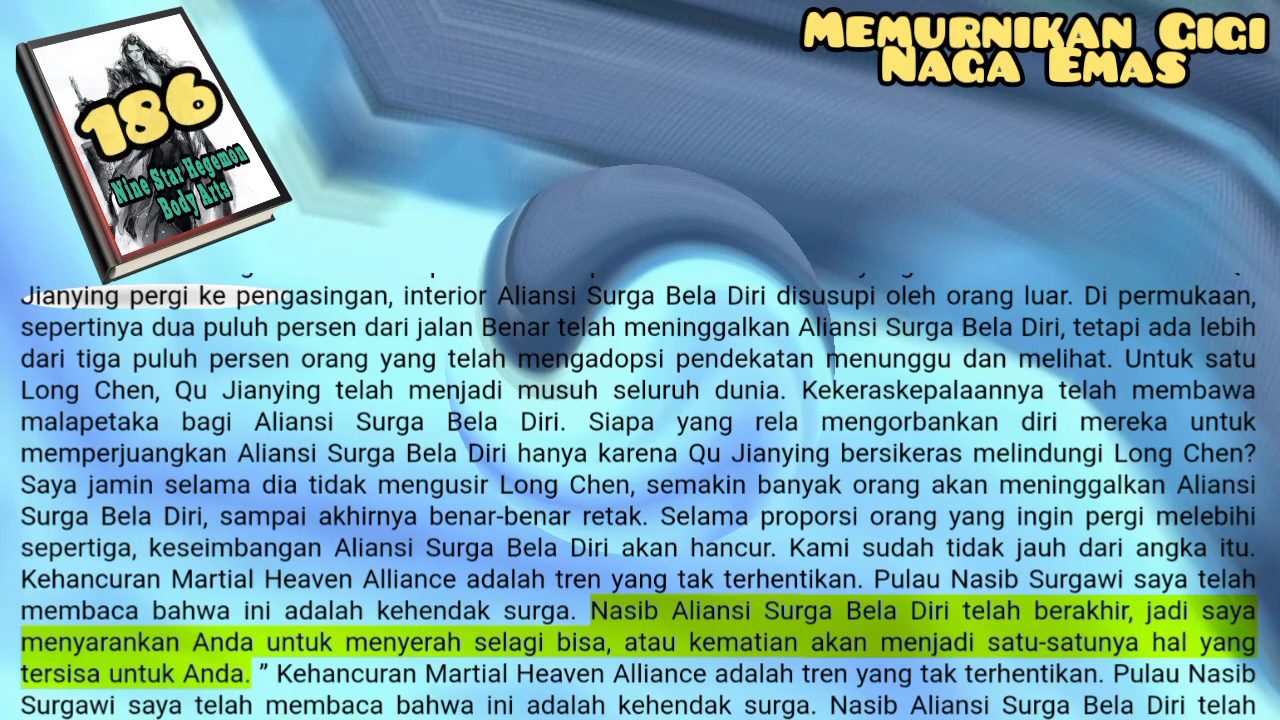 186
Nine Star Hegemon
Body Arts
Memurnikan Gigi
Naga Emas
Jianying pergi ke pengasingan, interior Aliansi Surga Bela Diri disusupi oleh orang luar. Di permukaan,
sepertinya dua puluh persen dari jalan Benar telah meninggalkan Aliansi Surga Bela Diri, tetapi ada lebih
dari tiga puluh persen orang yang telah mengadopsi pendekatan menunggu dan melihat. Untuk satu
Long Chen, Qu Jianying telah menjadi musuh seluruh dunia. Kekeraskepalaannya telah membawa
malapetaka bagi Aliansi Surga Bela Diri. Siapa yang rela mengorbankan diri mereka untuk
memperjuangkan Aliansi Surga Bela Diri hanya karena Qu Jianying bersikeras melindungi Long Chen?
Saya jamin selama dia tidak mengusir Long Chen, semakin banyak orang akan meninggalkan Aliansi
Surga Bela Diri, sampai akhirnya benar-benar retak. Selama proporsi orang yang ingin pergi melebihi
sepertiga, keseimbangan Aliansi Surga Bela Diri akan hancur. Kami sudah tidak jauh dari angka itu.
Kehancuran Martial Heaven Alliance adalah tren yang tak terhentikan. Pulau Nasib Surgawi saya telah
membaca bahwa ini adalah kehendak surga. Nasib Aliansi Surga Bela Diri telah berakhir, jadi saya
menyarankan Anda untuk menyerah selagi bisa, atau kematian akan menjadi satu-satunya hal yang
tersisa untuk Anda. ” Kehancuran Martial Heaven Alliance adalah tren yang tak terhentikan. Pulau Nasib
Surgawi saya telah membaca bahwa ini adalah kehendak surga. Nasib Aliansi Surga Bela Diri telah